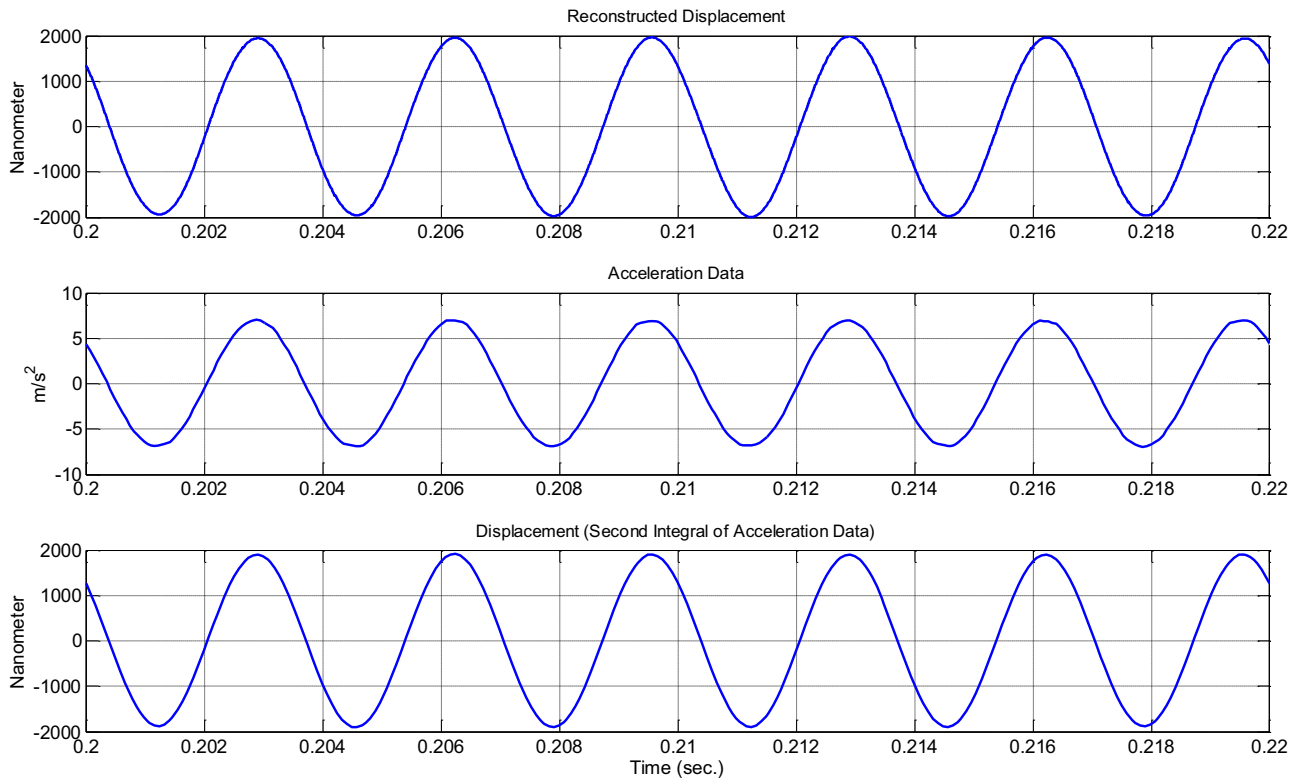 Reconstructed Displacement
2000
1000
0
-1000
-2000
Nanometer
0.2 0.202 0.204 0.206 0.208 0.21 0.212 0.214 0.216 0.218 0.22
Acceleration Data
10
5
0
-5
-10
m/s²
0.2 0.202 0.204 0.206 0.208 0.21 0.212 0.214 0.216 0.218 0.22
Displacement (Second Integral of Acceleration Data)
2000
1000
0
-1000
-2000
Nanometer
0.2 0.202 0.204 0.206 0.208 0.21 0.212 0.214 0.216 0.218 0.22
Time (sec.)